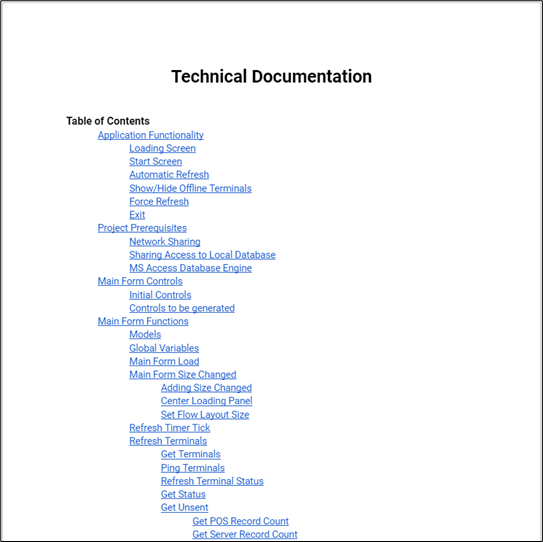 Technical Documentation
Table of Contents
Application Functionality
Loading Screen
Start Screen
Automatic Refresh
Show/Hide Offline Terminals
Force Refresh
Exit
Project Prerequisites
Network Sharing
Sharing Access to Local Database
MS Access Database Engine
Main Form Controls
Initial Controls
Controls to be generated
Main Form Functions
Models
Global Variables
Main Form Load
Main Form Size Changed
Adding Size Changed
Center Loading Panel
Set Flow Layout Size
Refresh Timer Tick
Refresh Terminals
Get Terminals
Ping Terminals
Refresh Terminal Status
Get Status
Get Unsent
Get POS Record Count
Get Server Record Count